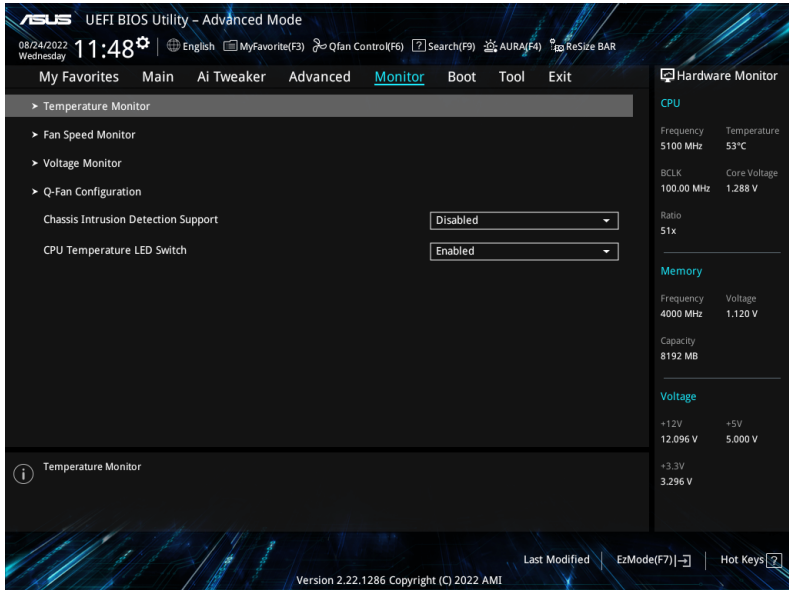 ASUS UEFI BIOS Utility – Advanced Mode
08/24/2022
Wednesday
11:48
English
MyFavorite(F3)
Qfan Control(F6)
? Search(F9)
AURA(F4)
ReSize BAR
My Favorites Main Ai Tweaker Advanced Monitor Boot Tool Exit
> Temperature Monitor
> Fan Speed Monitor
> Voltage Monitor
> Q-Fan Configuration
Chassis Intrusion Detection Support Disabled
CPU Temperature LED Switch Enabled
Hardware Monitor
CPU
Frequency Temperature
5100 MHz 53°C
BCLK Core Voltage
100.00 MHz 1.288 V
Ratio
51x
Memory
Frequency Voltage
4000 MHz 1.120 V
Capacity
8192 MB
Voltage
+12V +5V
12.096 V 5.000 V
+3.3V
3.296 V
i Temperature Monitor
Last Modified EzMode(F7) Hot Keys ?
Version 2.22.1286 Copyright (C) 2022 AMI